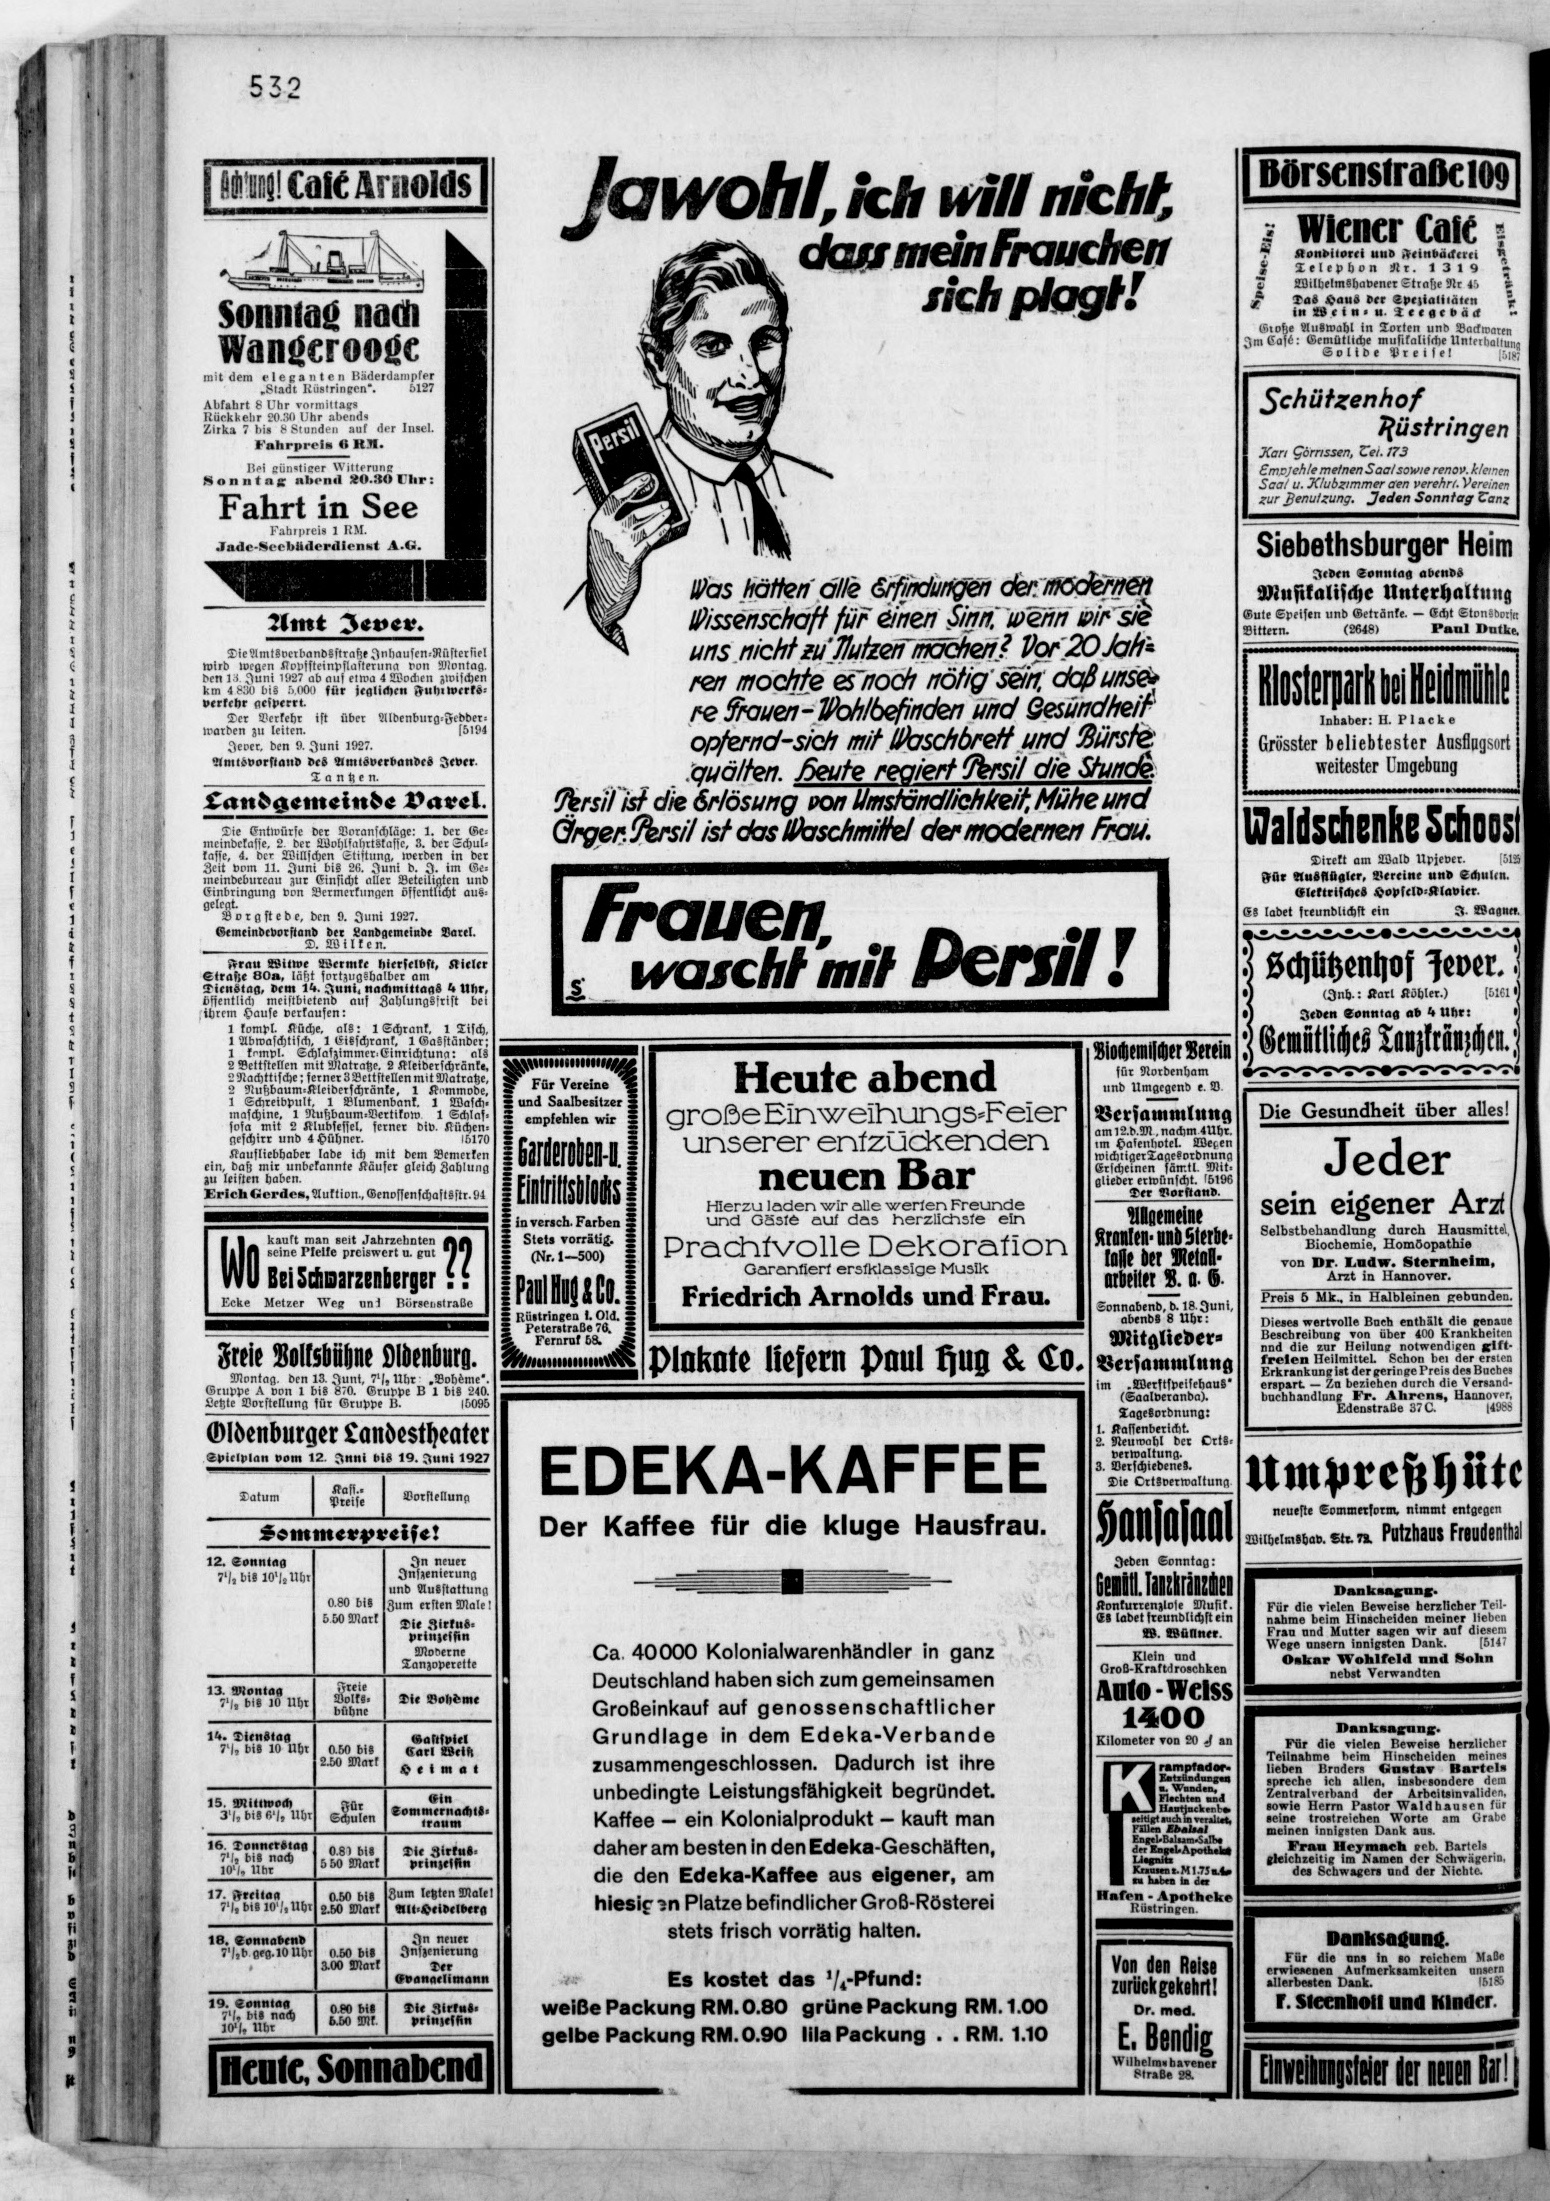 532
Achtung! Café Arnolds
Sonntag nach
Wangerooge
mit dem eleganten Bäderdampfer
„Stadt Rüstringen“. 5127
Abfahrt 8 Uhr vormittags
Rückkehr 20.30 Uhr abends
Zirka 7 bis 8 Stunden auf der Insel.
Fahrpreis 6 RM.
Bei günstiger Witterung
Sonntag abend 20.30 Uhr:
Fahrt in See
Fahrpreis 1 RM.
Jade-Seebäderdienst A.G.
Amt Jever.
Die Amtsverbandsstraße Inhausen-Rüstersiel
wird wegen Kopfsteinpflasterung von Montag,
den 13. Juni 1927 ab auf etwa 4 Wochen zwischen
km 4.830 bis 5,000 für jeglichen Fuhrwerks-
verkehr gesperrt.
Der Verkehr ist über Aldenburg-Fedder-
warden zu leiten. [5194
Jever, den 9. Juni 1927.
Amtsvorstand des Amtsverbandes Jever.
Tantzen.
Landgemeinde Varel.
Die Entwürfe der Voranschläge: 1. der Ge-
meindekasse, 2. der Wohlfahrtskasse, 3. der Schul-
kasse, 4. der Willschen Stiftung, werden in der
Zeit vom 11. Juni bis 26. Juni d. J. im Ge-
meindebureau zur Einsicht aller Beteiligten und
Einbringung von Bermerkungen öffentlicht aus-
gelegt.
Borgstede, den 9. Juni 1927.
Gemeindevorstand der Landgemeinde Varel.
D. Wilken.
Frau Witwe Wermke hierselbst, Kieler
Straße 80a, läßt fortzugshalber am
Dienstag, dem 14. Juni, nachmittags 4 Uhr,
öffentlich meistbietend auf Zahlungsfrist bei
ihrem Hause verkaufen:
1 kompl. Küche, als: 1 Schrank, 1 Tisch,
1 Abwaschtisch, 1 Eisschrank, 1 Gasständer;
1 kompl. Schlafzimmer-Einrichtung: als
2 Bettstellen mit Matratze, 2 Kleiderschränke,
2 Nachttische; ferner 3 Bettstellen mit Matratze,
2 Nußbaum-Kleiderschränke, 1 Kommode,
1 Schreibpult, 1 Blumenbank, 1 Wasch-
maschine, 1 Nußbaum-Vertikow, 1 Schlaf-
sofa mit 2 Klubsessel, ferner div. Küchen-
geschirr und 4 Hühner. [5170
Kaufliebhaber lade ich mit dem Bemerken
ein, daß mir unbekannte Käufer gleich Zahlung
zu leisten haben.
Erich Gerdes, Auktion., Genossenschaftsstr. 94
Wo kauft man seit Jahrzehnten
seine Pfeife preiswert u. gut ??
Bei Schwarzenberger
Ecke Metzer Weg und Börsenstraße
Freie Volksbühne Oldenburg.
Montag, den 13. Juni, 7½ Uhr: „Bohème“.
Gruppe A von 1 bis 870. Gruppe B 1 bis 240.
Letzte Vorstellung für Gruppe B. [5095
Oldenburger Landestheater
Spielplan vom 12. Juni bis 19. Juni 1927
Datum | Kass.-Preise | Vorstellung
Sommerpreise!
12. Sonntag 7½ bis 10½ Uhr | 0.80 bis 5.50 Mark | In neuer Inszenierung und Ausstattung Zum ersten Male! Die Zirkusprinzessin Moderne Tanzoperette
13. Montag 7½ bis 10 Uhr | Freie Volksbühne | Die Bohème
14. Dienstag 7½ bis 10 Uhr | 0.50 bis 2.50 Mark | Gastspiel Carl Weiß Heimat
15. Mittwoch 3½ bis 6½ Uhr | Für Schulen | Ein Sommernachtstraum
16. Donnerstag 7½ bis nach 10½ Uhr | 0.80 bis 5.50 Mark | Die Zirkusprinzessin
17. Freitag 7½ bis 10½ Uhr | 0.50 bis 2.50 Mark | Zum letzten Male! Alt-Heidelberg
18. Sonnabend 7½ b. geg. 10 Uhr | 0.50 bis 3.00 Mark | In neuer Inszenierung Der Evangelimann
19. Sonntag 7½ bis nach 10½ Uhr | 0.80 bis 5.50 Mk. | Die Zirkusprinzessin
Heute, Sonnabend
Jawohl, ich will nicht,
dass mein Frauchen
sich plagt!
Persil
Was hätten alle Erfindungen der modernen
Wissenschaft für einen Sinn, wenn wir sie
uns nicht zu Nutzen machen? Vor 20 Jah-
ren mochte es noch nötig sein, daß unse-
re Frauen - Wohlbefinden und Gesundheit
opfernd - sich mit Waschbrett und Bürste
quälten. Heute regiert Persil die Stunde.
Persil ist die Erlösung von Umständlichkeit, Mühe und
Ärger. Persil ist das Waschmittel der modernen Frau.
Frauen,
wascht mit Persil!
Für Vereine
und Saalbesitzer
empfehlen wir
Garderoben- u.
Eintrittsblocks
in versch. Farben
Stets vorrätig.
(Nr. 1—500)
Paul Hug & Co.
Rüstringen i. Old.
Peterstraße 76,
Fernruf 58.
Heute abend
große Einweihungs-Feier
unserer entzückenden
neuen Bar
Hierzu laden wir alle werten Freunde
und Gäste auf das herzlichste ein
Prachtvolle Dekoration
Garantiert erstklassige Musik
Friedrich Arnolds und Frau.
Plakate liefern Paul Hug & Co.
EDEKA-KAFFEE
Der Kaffee für die kluge Hausfrau.
Ca. 40000 Kolonialwarenhändler in ganz
Deutschland haben sich zum gemeinsamen
Großeinkauf auf genossenschaftlicher
Grundlage in dem Edeka-Verbande
zusammengeschlossen. Dadurch ist ihre
unbedingte Leistungsfähigkeit begründet.
Kaffee — ein Kolonialprodukt — kauft man
daher am besten in den Edeka-Geschäften,
die den Edeka-Kaffee aus eigener, am
hiesigen Platze befindlicher Groß-Rösterei
stets frisch vorrätig halten.
Es kostet das ¼-Pfund:
weiße Packung RM. 0.80 grüne Packung RM. 1.00
gelbe Packung RM. 0.90 lila Packung . . RM. 1.10
Biochemischer Verein
für Nordenham
und Umgegend e. V.
Versammlung
am 12. d. M., nachm. 4 Uhr,
im Hafenhotel. Wegen
wichtiger Tagesordnung
Erscheinen sämtl. Mit-
glieder erwünscht. [5196
Der Vorstand.
Allgemeine
Kranken- und Sterbe-
kasse der Metall-
arbeiter V. a. G.
Sonnabend, d. 18. Juni,
abends 8 Uhr:
Mitglieder-
Versammlung
im „Werftspeisehaus“
(Saalveranda).
Tagesordnung:
1. Kassenbericht.
2. Neuwahl der Orts-
verwaltung.
3. Verschiedenes.
Die Ortsverwaltung.
Hansasaal
Jeden Sonntag:
Gemütl. Tanzkränzchen
Konkurrenzlose Musik.
Es ladet freundlichst ein
W. Wüllner.
Klein und
Groß-Kraftdroschken
Auto-Weiss
1400
Kilometer von 20 ₰ an
Krampfader-
Entzündungen
u. Wunden,
Flechten und
Hautjucken be-
seitigt auch in veraltet.
Fällen Ebalsal
Engel-Balsam-Salbe
der Engel-Apotheke
Liegnitz
Krausen z. M 1.75 u. 4.-
zu haben in der
Hafen-Apotheke
Rüstringen.
Von den Reise
zurückgekehrt!
Dr. med.
E. Bendig
Wilhelmshavener
Straße 28.
Börsenstraße 109
Speise-Eis!
Eisgetränke!
Wiener Café
Konditorei und Feinbäckerei
Telephon Nr. 1319
Wilhelmshavener Straße Nr. 45
Das Haus der Spezialitäten
in Wein- u. Teegebäck
Große Auswahl in Torten und Backwaren
Im Café: Gemütliche musikalische Unterhaltung
Solide Preise! [5187
Schützenhof
Rüstringen
Karl Görnssen, Tel. 173
Empfehle meinen Saal sowie renov. kleinen
Saal u. Klubzimmer den verehrl. Vereinen
zur Benutzung. Jeden Sonntag Tanz
Siebethsburger Heim
Jeden Sonntag abends
Musikalische Unterhaltung
Gute Speisen und Getränke. — Echt Stonsdorfer
Bittern. (2648) Paul Dutke.
Klosterpark bei Heidmühle
Inhaber: H. Placke
Grösster beliebtester Ausflugsort
weitester Umgebung
Waldschenke Schoost
Direkt am Wald Upjever. [5125
Für Ausflügler, Vereine und Schulen.
Elektrisches Hopfeld-Klavier.
Es ladet freundlichst ein J. Wagner.
Schützenhof Jever.
(Inh.: Karl Köhler.) [5161
Jeden Sonntag ab 4 Uhr:
Gemütliches Tanzkränzchen.
Die Gesundheit über alles!
Jeder
sein eigener Arzt
Selbstbehandlung durch Hausmittel,
Biochemie, Homöopathie
von Dr. Ludw. Sternheim,
Arzt in Hannover.
Preis 5 Mk., in Halbleinen gebunden.
Dieses wertvolle Buch enthält die genaue
Beschreibung von über 400 Krankheiten
und die zur Heilung notwendigen gift-
freien Heilmittel. Schon bei der ersten
Erkrankung ist der geringe Preis des Buches
erspart. — Zu beziehen durch die Versand-
buchhandlung Fr. Ahrens, Hannover,
Edenstraße 37 C. [4988
Umpreßhüte
neueste Sommerform, nimmt entgegen
Wilhelmshav. Str. 72. Putzhaus Freudenthal
Danksagung.
Für die vielen Beweise herzlicher Teil-
nahme beim Hinscheiden meiner lieben
Frau und Mutter sagen wir auf diesem
Wege unsern innigsten Dank. [5147
Oskar Wohlfeld und Sohn
nebst Verwandten
Danksagung.
Für die vielen Beweise herzlicher
Teilnahme beim Hinscheiden meines
lieben Bruders Gustav Bartels
spreche ich allen, insbesondere dem
Zentralverband der Arbeitsinvaliden,
sowie Herrn Pastor Waldhausen für
seine trostreichen Worte am Grabe
meinen innigsten Dank aus.
Frau Heymach geb. Bartels
gleichzeitig im Namen der Schwägerin,
des Schwagers und der Nichte.
Danksagung.
Für die uns in so reichem Maße
erwiesenen Aufmerksamkeiten unsern
allerbesten Dank. [5185
F. Steenholt und Kinder.
Einweihungsfeier der neuen Bar!